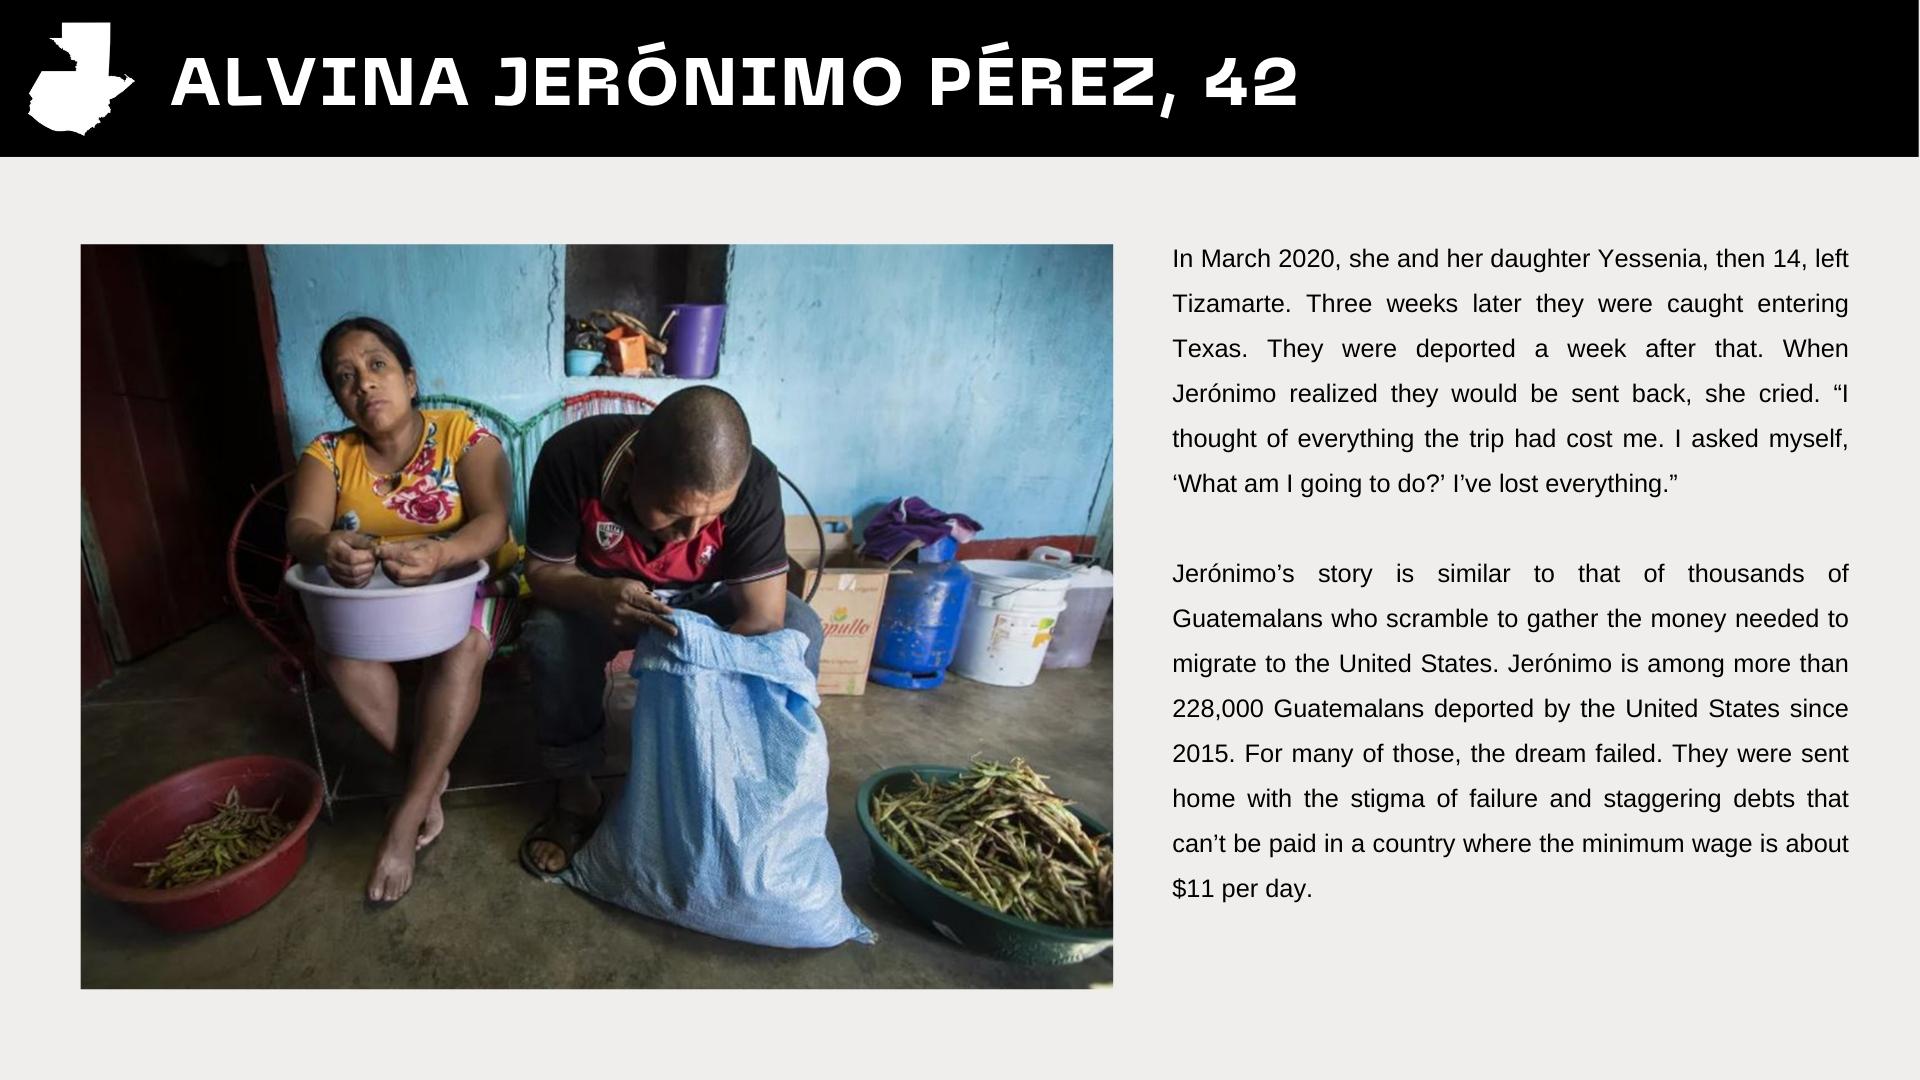 ALVINA JERÓNIMO PÉREZ, 42
In March 2020, she and her daughter Yessenia, then 14, left
Tizamarte. Three weeks later they were caught entering
Texas. They were deported a week after that. When
Jerónimo realized they would be sent back, she cried. “I
thought of everything the trip had cost me. I asked myself,
‘What am I going to do?’ I’ve lost everything.”
Jerónimo’s story is similar to that of thousands of
Guatemalans who scramble to gather the money needed to
migrate to the United States. Jerónimo is among more than
228,000 Guatemalans deported by the United States since
2015. For many of those, the dream failed. They were sent
home with the stigma of failure and staggering debts that
can’t be paid in a country where the minimum wage is about
$11 per day.